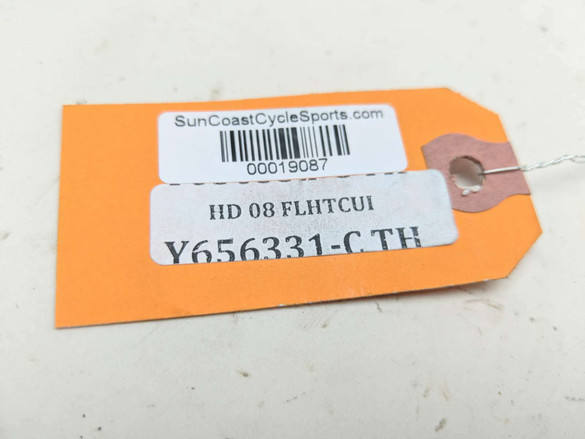 SunCoastCycleSports.com
00019087
HD 08 FLHTCUI
Y656331-C TH